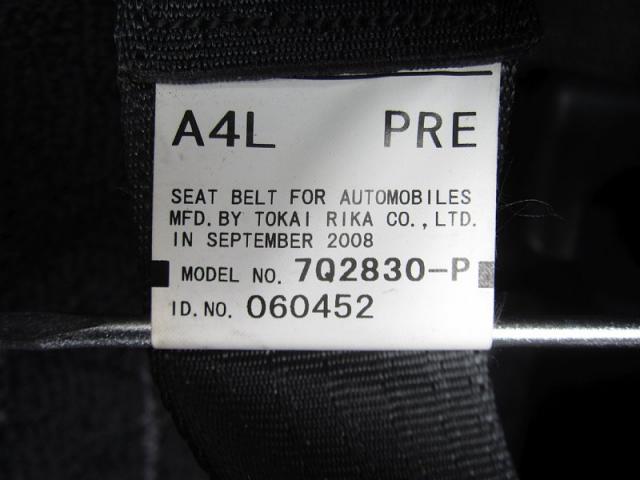 A4L PRE
SEAT BELT FOR AUTOMOBILES
MFD. BY TOKAI RIKA CO., LTD.
IN SEPTEMBER 2008
MODEL NO. 7Q2830-P
ID. NO. 060452